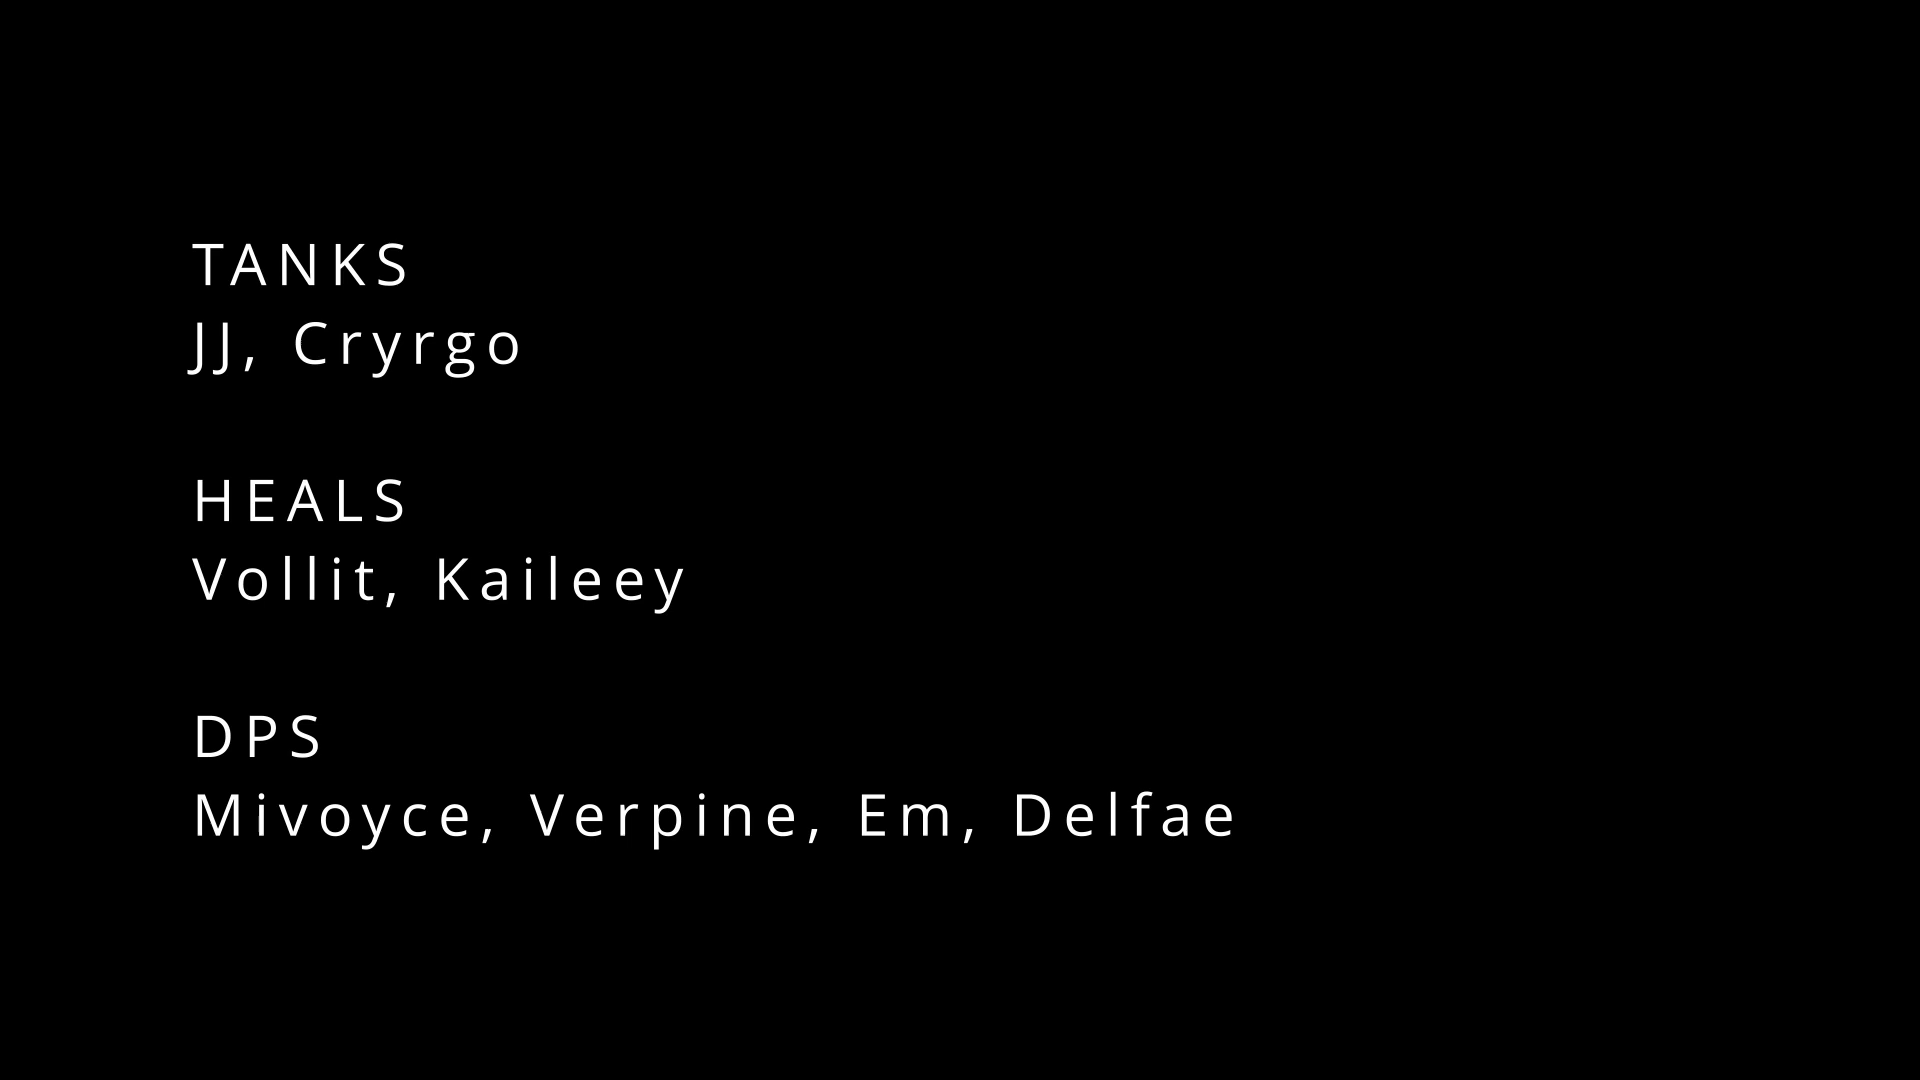 TANKS
JJ, Cryrgo
HEALS
Vollit, Kaileey
DPS
Mivoyce, Verpine, Em, Delfae